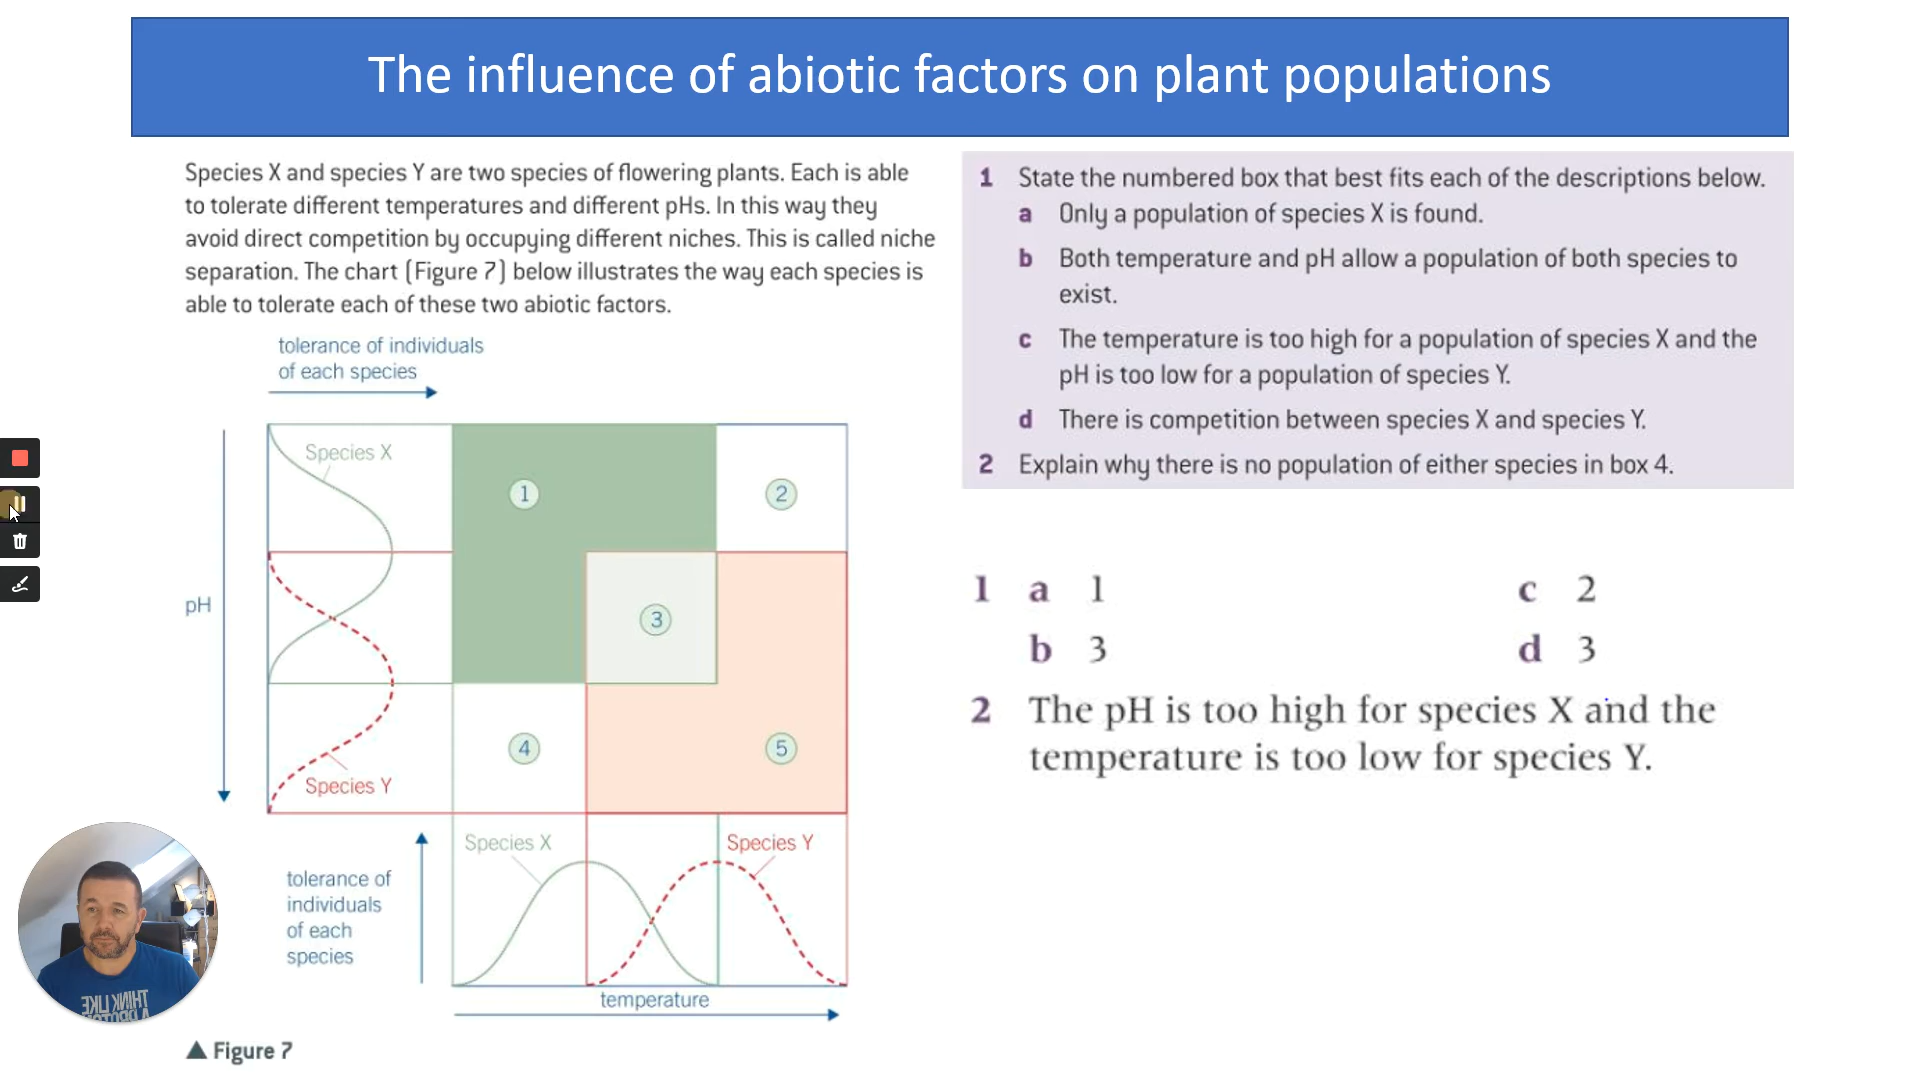 The influence of abiotic factors on plant populations
Species X and species Y are two species of flowering plants. Each is able
to tolerate different temperatures and different pHs. In this way they
avoid direct competition by occupying different niches. This is called niche
separation. The chart (Figure 7) below illustrates the way each species is
able to tolerate each of these two abiotic factors.
tolerance of individuals
of each species
Species X
1
2
pH
3
4
5
Species Y
Species X
Species Y
tolerance of
individuals
of each
species
temperature
▲ Figure 7
1 State the numbered box that best fits each of the descriptions below.
a Only a population of species X is found.
b Both temperature and pH allow a population of both species to
exist.
c The temperature is too high for a population of species X and the
pH is too low for a population of species Y.
d There is competition between species X and species Y.
2 Explain why there is no population of either species in box 4.
1 a 1 c 2
b 3 d 3
2 The pH is too high for species X and the
temperature is too low for species Y.
THINK LIKE